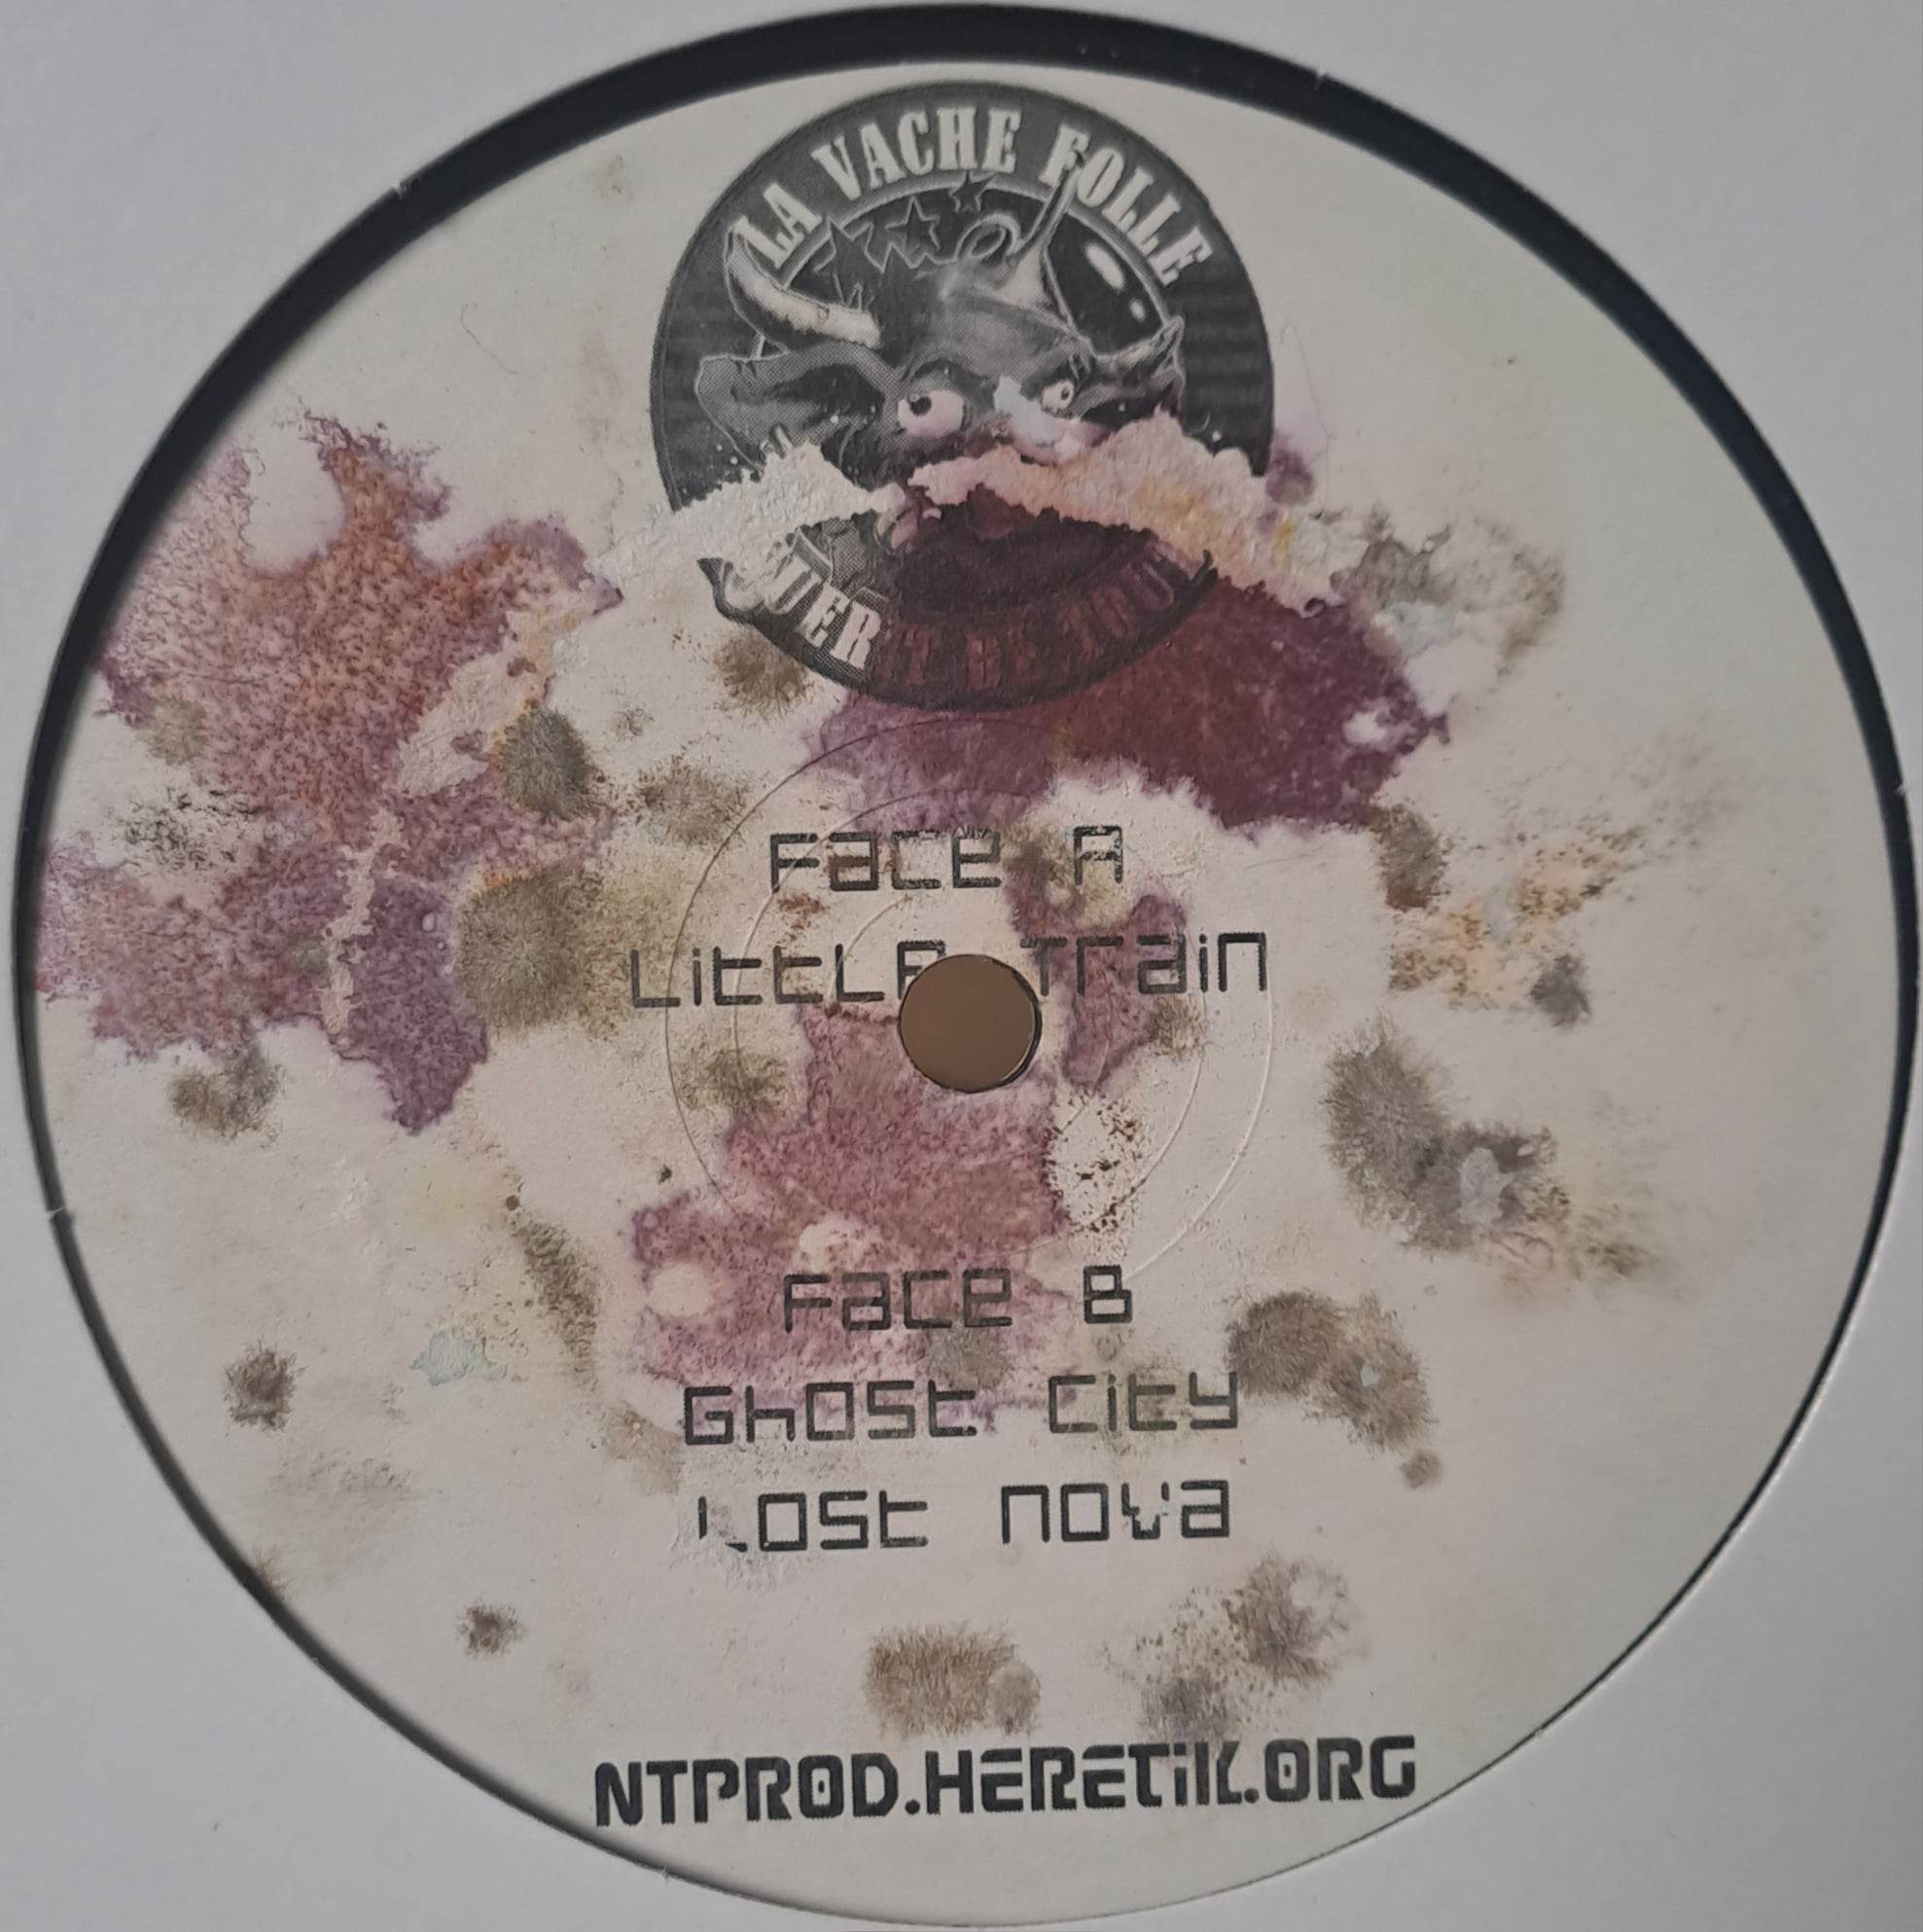 LA VACHE FOLLE
Face A
Little Train
Face B
Ghost City
Lost Nova
NTPROD.HERETIK.ORG